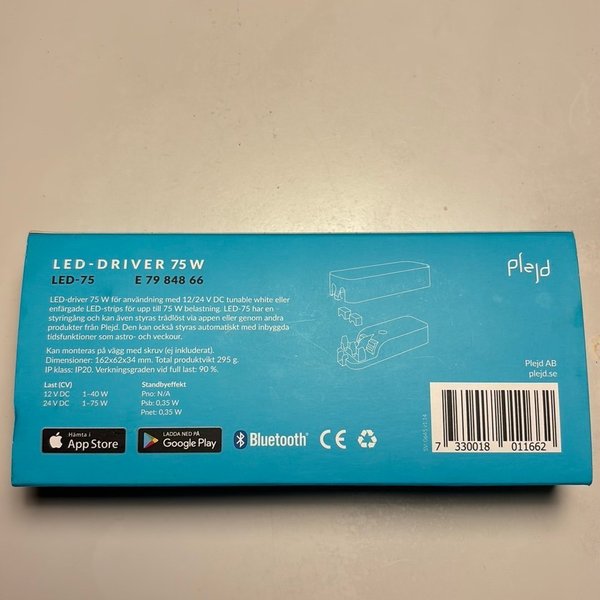 LED-DRIVER 75 W
LED-75 E 79 848 66
plejd
LED-driver 75 W för användning med 12/24 V DC tunable white eller
enfärgade LED-strips för upp till 75 W belastning. LED-75 har en
styringång och kan även styras trådlöst via appen eller genom andra
produkter från Plejd. Den kan också styras automatiskt med inbyggda
tidsfunktioner som astro- och veckour.
Kan monteras på vägg med skruv (ej inkluderat).
Dimensioner: 162x62x34 mm. Total produktvikt 295 g.
IP klass: IP20. Verkningsgraden vid full last: 90 %.
Last (CV) Standbyeffekt
12 V DC 1-40 W Pno: N/A
24 V DC 1-75 W Psb: 0,35 W
Pnet: 0,35 W
Plejd AB
plejd.se
Hämta i
App Store
LADDA NED PÅ
Google Play
Bluetooth®
CE
7 330018 011662